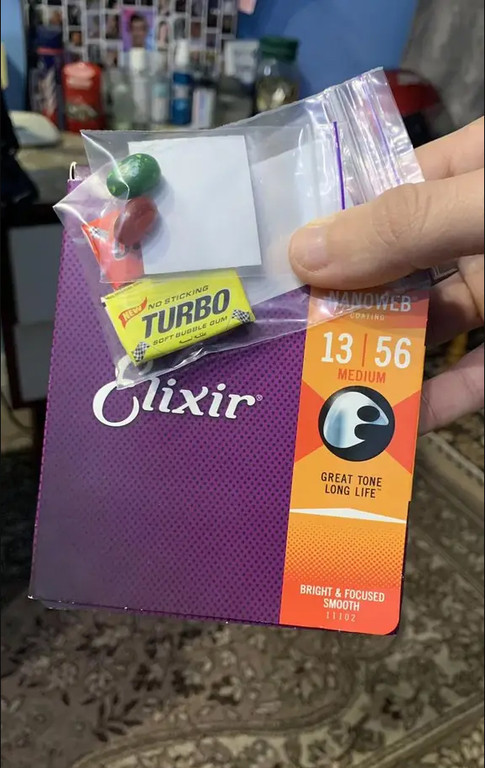 NEW!
NO STICKING
TURBO
SOFT BUBBLE GUM
Elixir®
NANOWEB
COATING
13 | 56
MEDIUM
GREAT TONE
LONG LIFE™
BRIGHT & FOCUSED
SMOOTH
11102